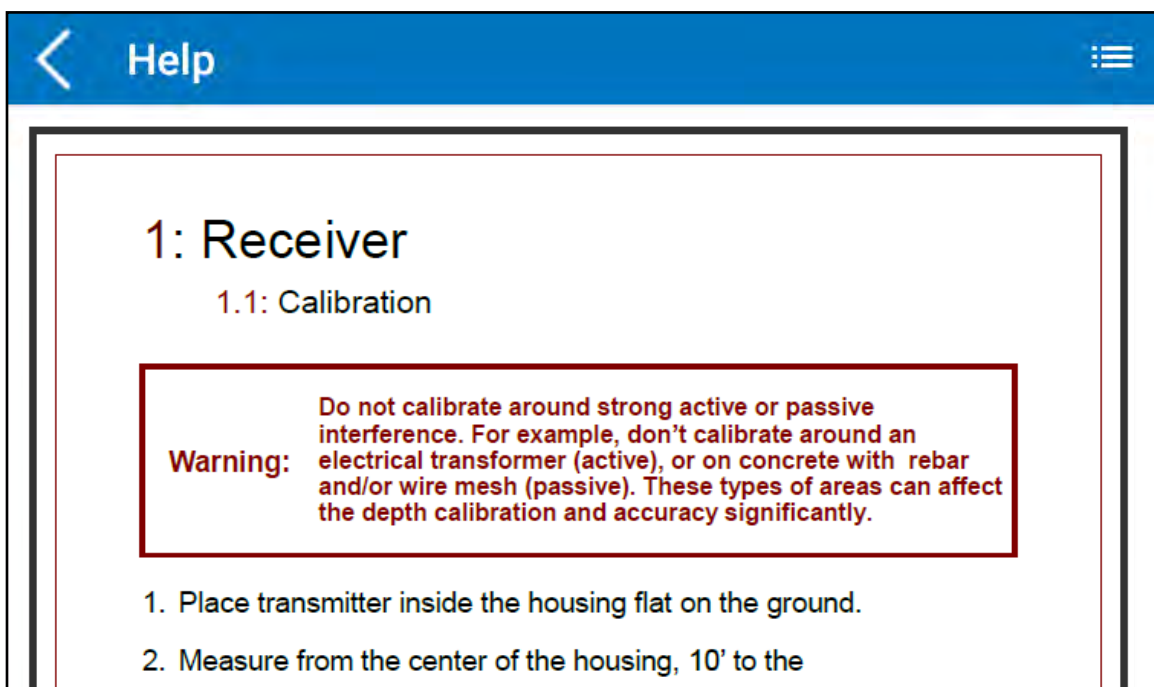 Help
1: Receiver
1.1: Calibration
Do not calibrate around strong active or passive
interference. For example, don't calibrate around an
Warning: electrical transformer (active), or on concrete with  rebar
and/or wire mesh (passive). These types of areas can affect
the depth calibration and accuracy significantly.
1. Place transmitter inside the housing flat on the ground.
2. Measure from the center of the housing, 10' to the